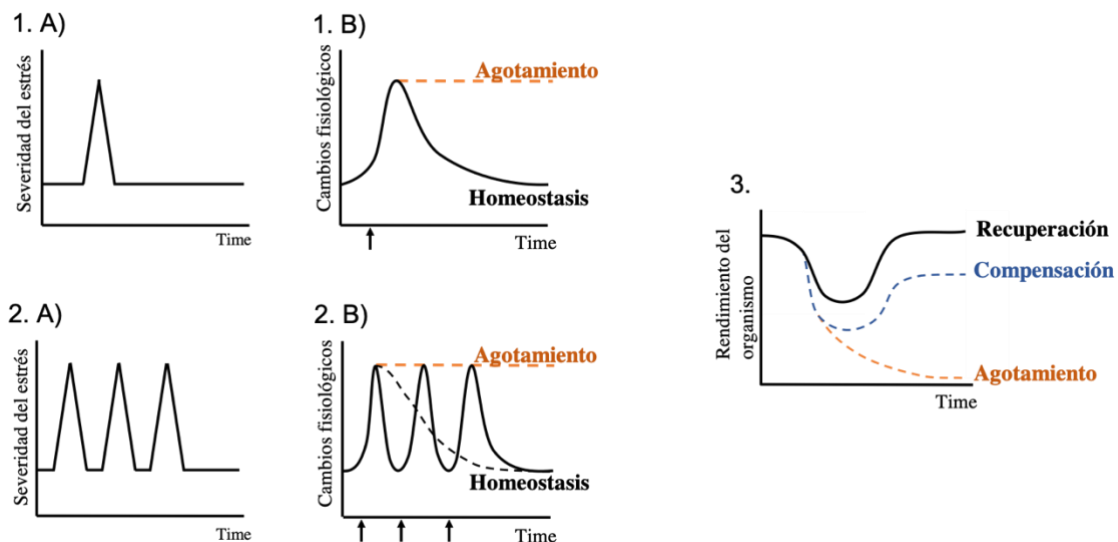 1. A)
Severidad del estrés
Time
1. B)
Cambios fisiológicos
Agotamiento
Homeostasis
Time
2. A)
Severidad del estrés
Time
2. B)
Cambios fisiológicos
Agotamiento
Homeostasis
Time
3.
Rendimiento del
organismo
Recuperación
Compensación
Agotamiento
Time